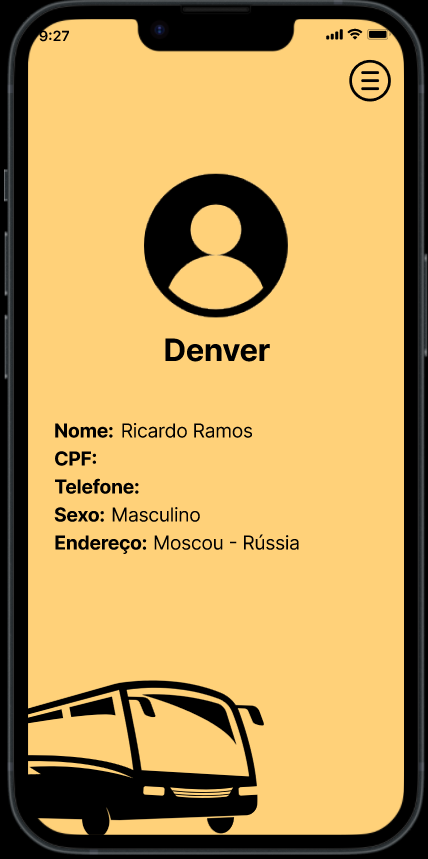 9:27
Denver
Nome: Ricardo Ramos
CPF:
Telefone:
Sexo: Masculino
Endereço: Moscou - Rússia